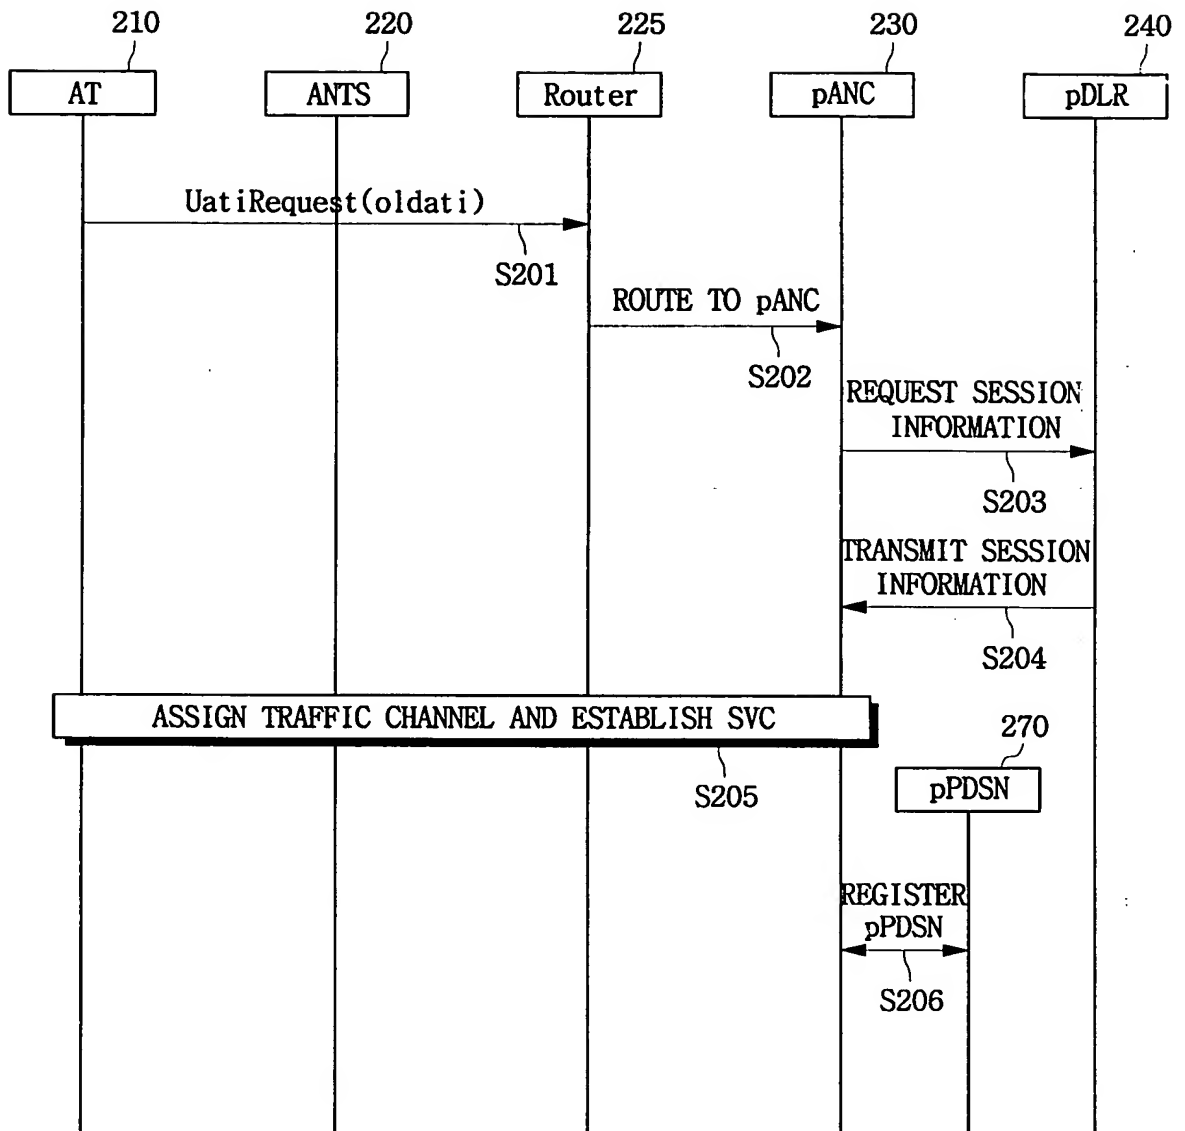 210 220 225 230 240
AT ANTS Router pANC pDLR
UatiRequest(oldati)
S201
ROUTE TO pANC
S202
REQUEST SESSION
INFORMATION
S203
TRANSMIT SESSION
INFORMATION
S204
ASSIGN TRAFFIC CHANNEL AND ESTABLISH SVC
S205
270
pPDSN
REGISTER
pPDSN
S206